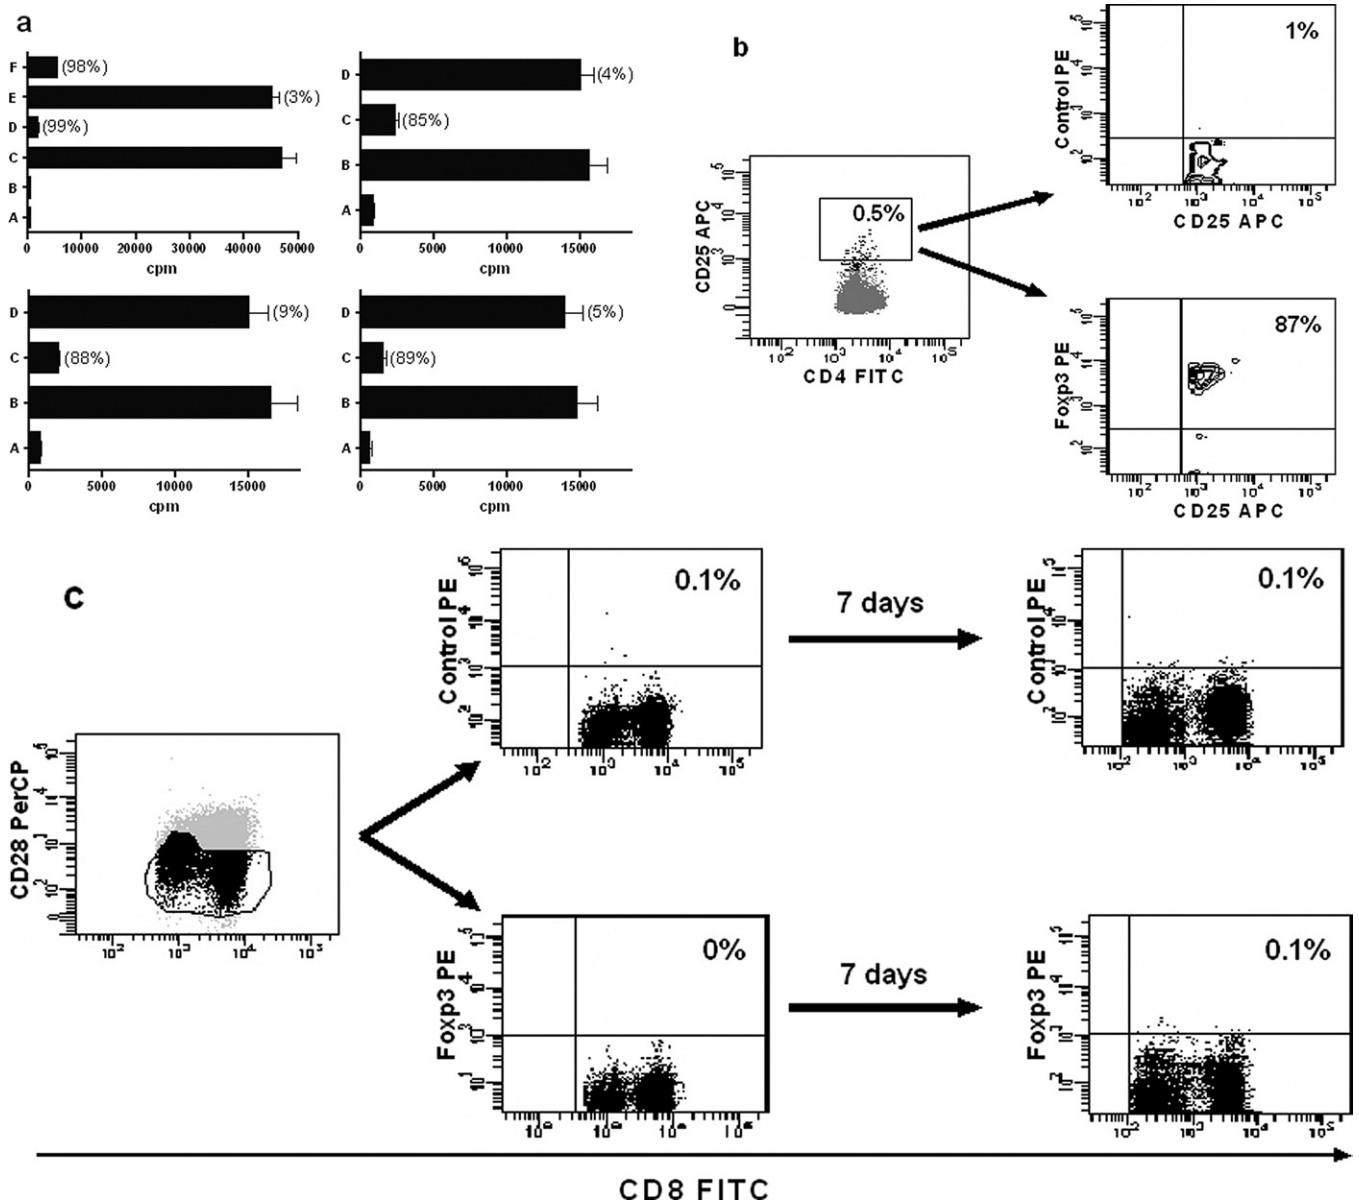 a
F (98%)
E (3%)
D (99%)
C
B
A
0 10000 20000 30000 40000 50000
cpm
D (4%)
C (85%)
B
A
0 5000 10000 15000
cpm
D (9%)
C (88%)
B
A
0 5000 10000 15000
cpm
D (5%)
C (89%)
B
A
0 5000 10000 15000
cpm
b
CD25 APC
0.5%
CD4 FITC
Control PE
1%
CD25 APC
Foxp3 PE
87%
CD25 APC
c
CD28 PerCP
Control PE
0.1%
7 days
Control PE
0.1%
Foxp3 PE
0%
7 days
Foxp3 PE
0.1%
CD8 FITC